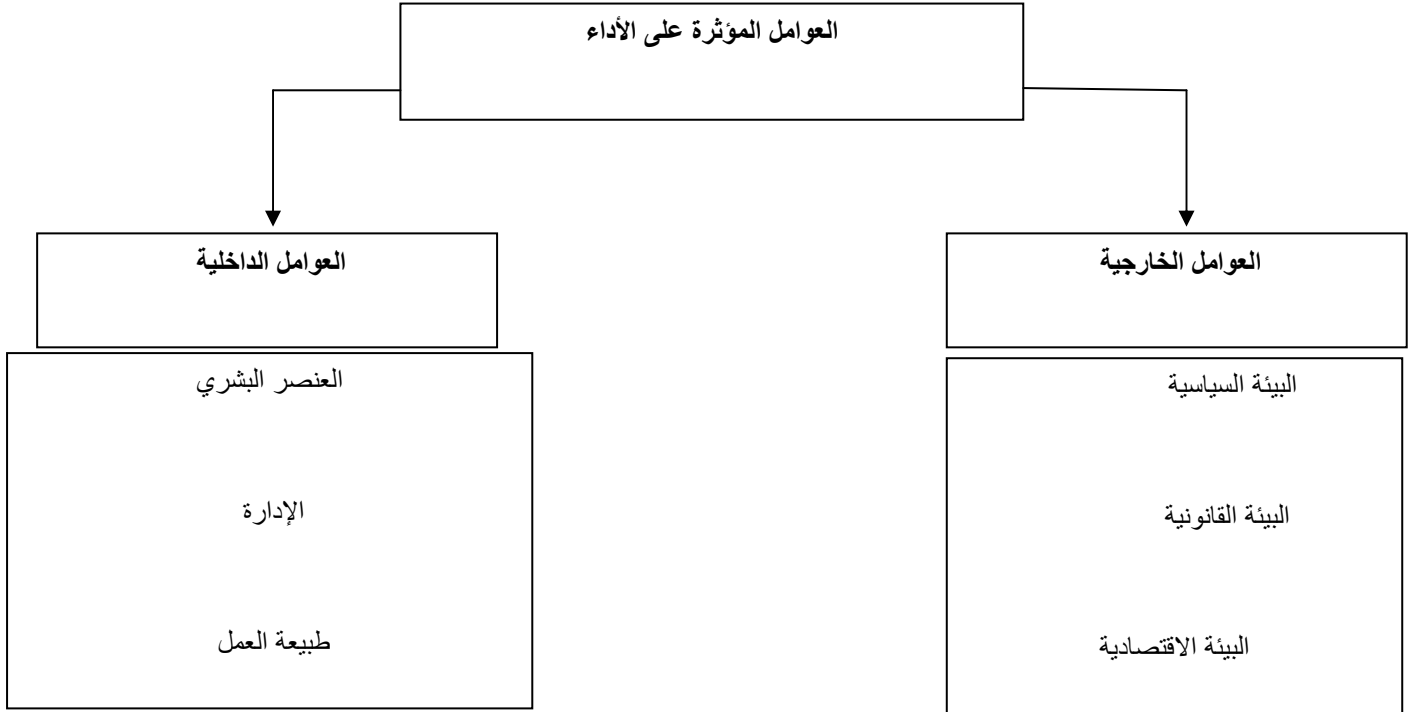 العوامل المؤثرة على الأداء
العوامل الخارجية
البيئة السياسية
البيئة القانونية
البيئة الاقتصادية
العوامل الداخلية
العنصر البشري
الإدارة
طبيعة العمل